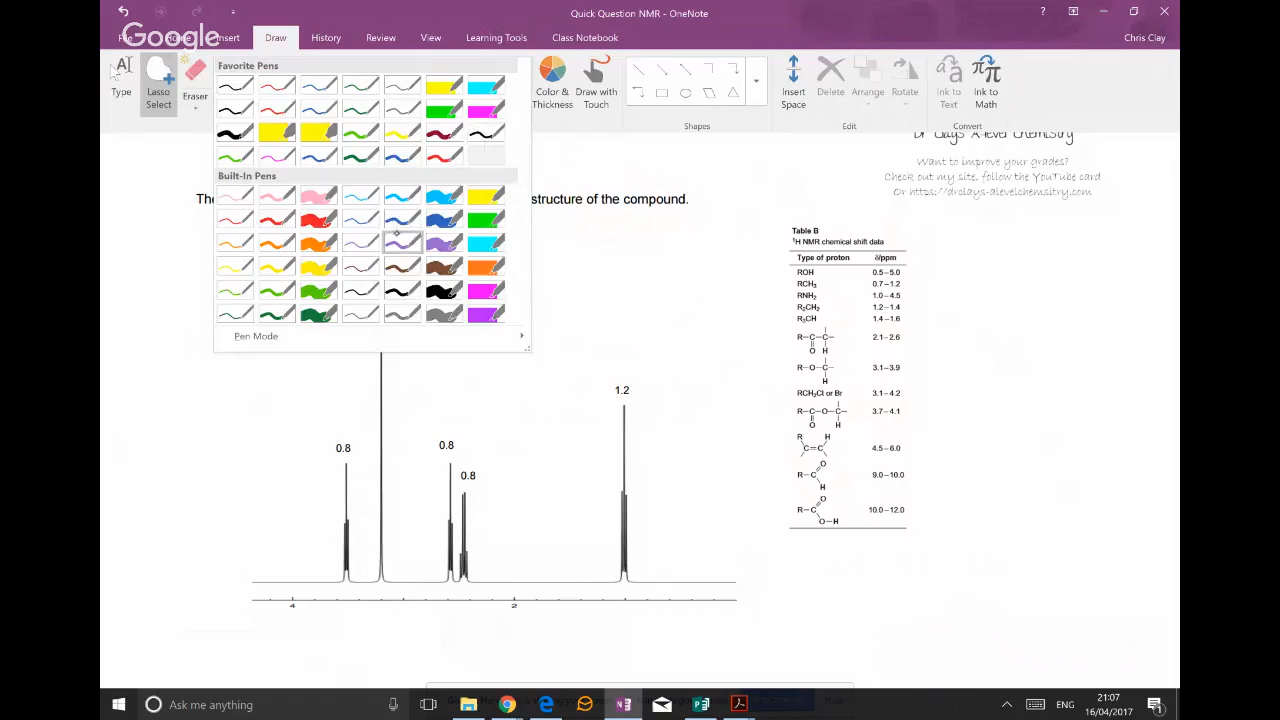 Quick Question NMR - OneNote
Google
Insert Draw History Review View Learning Tools Class Notebook Chris Clay
Type
Lasso Select
Eraser
Favorite Pens
Built-In Pens
Pen Mode
Color & Thickness
Draw with Touch
Shapes
Insert Space
Delete
Arrange
Rotate
Edit
Ink to Text
Ink to Math
Convert
Dr Clays A-level Chemistry
Want to improve your grades?
Check out my site, follow the YouTube card
Or https://drclays-alevelchemsitry.com
structure of the compound.
Table B
¹H NMR chemical shift data
Type of proton δ/ppm
ROH 0.5–5.0
RCH₃ 0.7–1.2
RNH₂ 1.0–4.5
R₂CH₂ 1.2–1.4
R₃CH 1.4–1.6
R–C–C– O H 2.1–2.6
R–O–C– H 3.1–3.9
RCH₂Cl or Br 3.1–4.2
R–C–O–C– O H 3.7–4.1
R H C=C 4.5–6.0
R–C O H 9.0–10.0
R–C O O–H 10.0–12.0
0.8
0.8
0.8
1.2
4 2
Ask me anything
ENG
21:07
16/04/2017